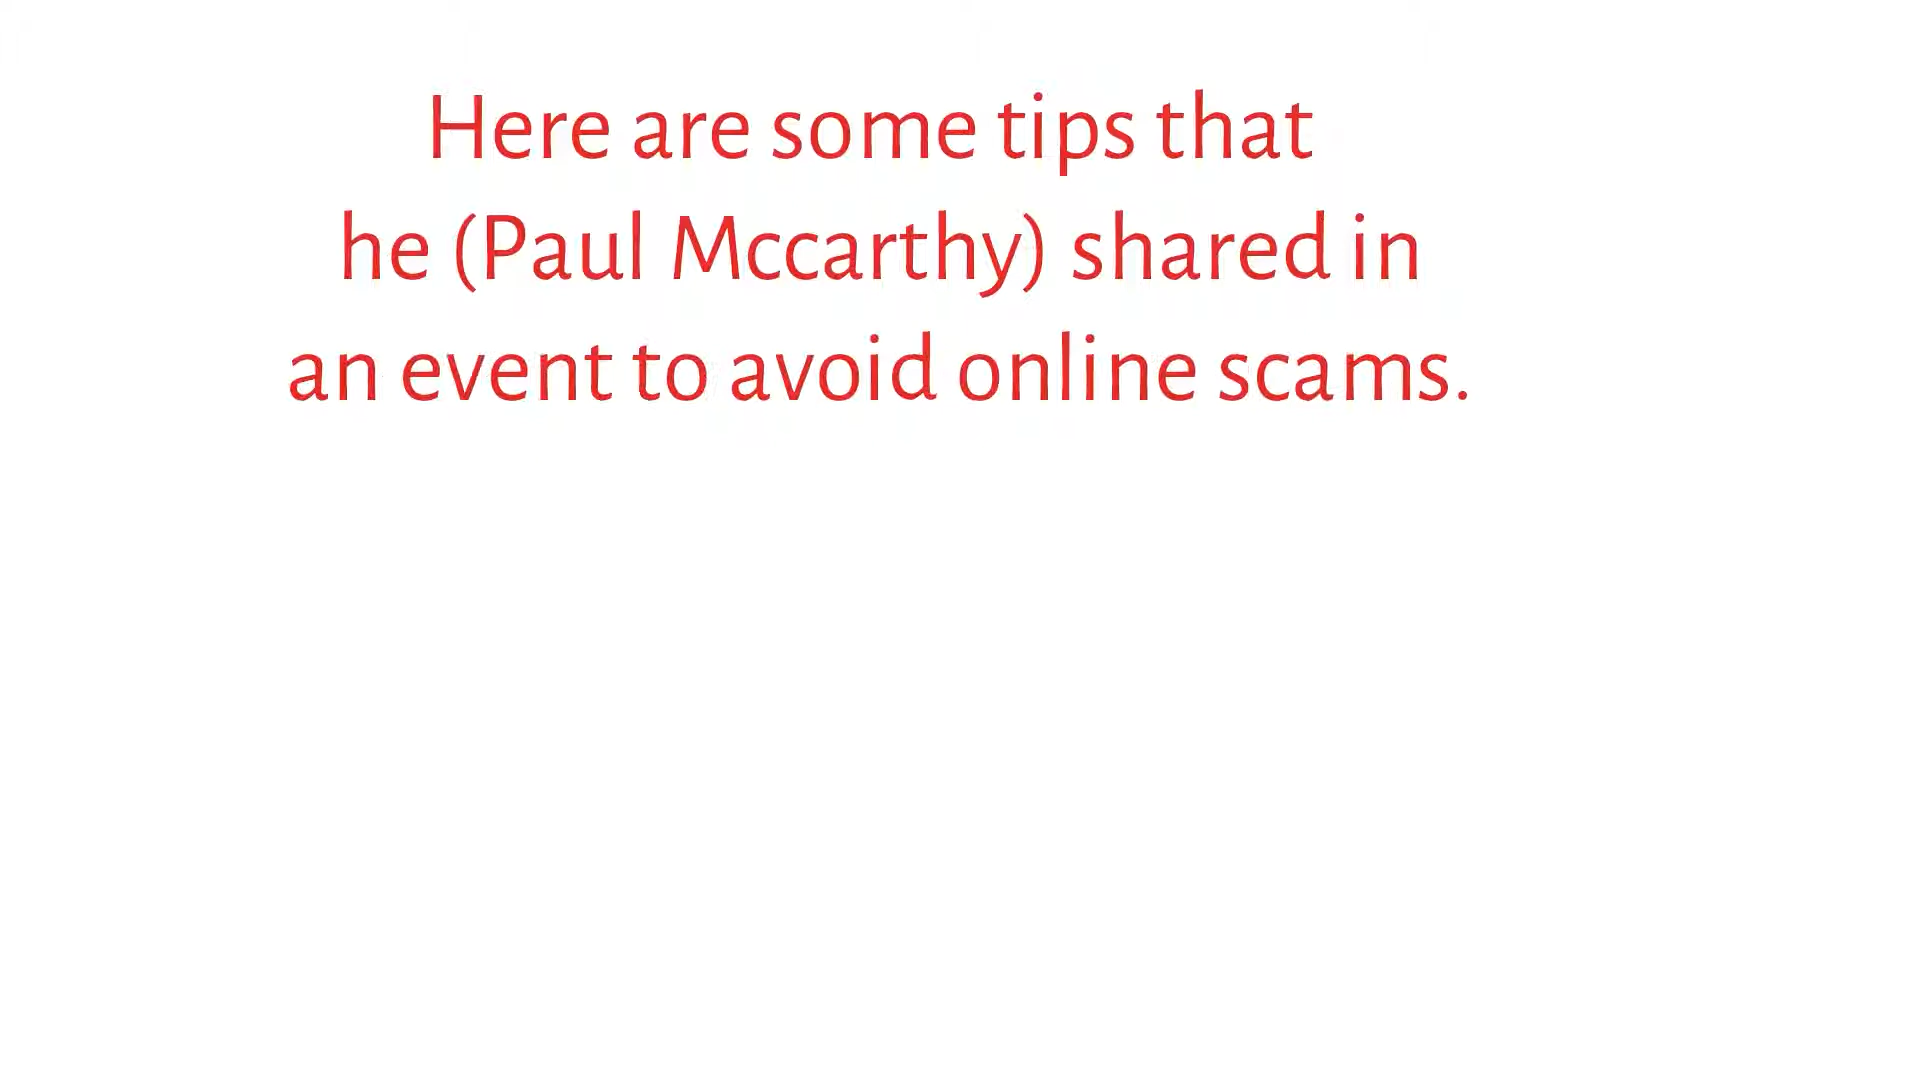 Here are some tips that
he (Paul Mccarthy) shared in
an event to avoid online scams.